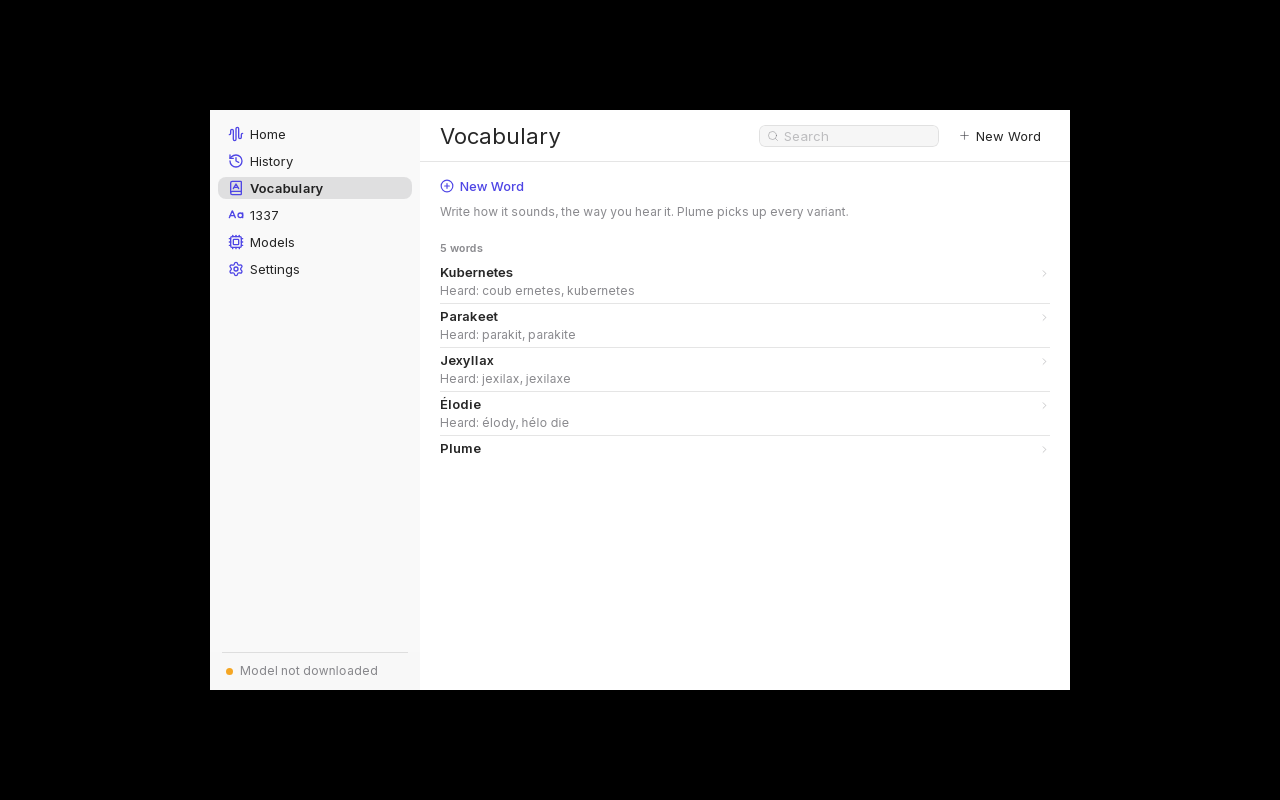 Home
History
Vocabulary
1337
Models
Settings
Model not downloaded
Vocabulary
Search
New Word
New Word
Write how it sounds, the way you hear it. Plume picks up every variant.
5 words
Kubernetes
Heard: coub ernetes, kubernetes
Parakeet
Heard: parakit, parakite
Jexyllax
Heard: jexilax, jexilaxe
Élodie
Heard: élody, hélo die
Plume